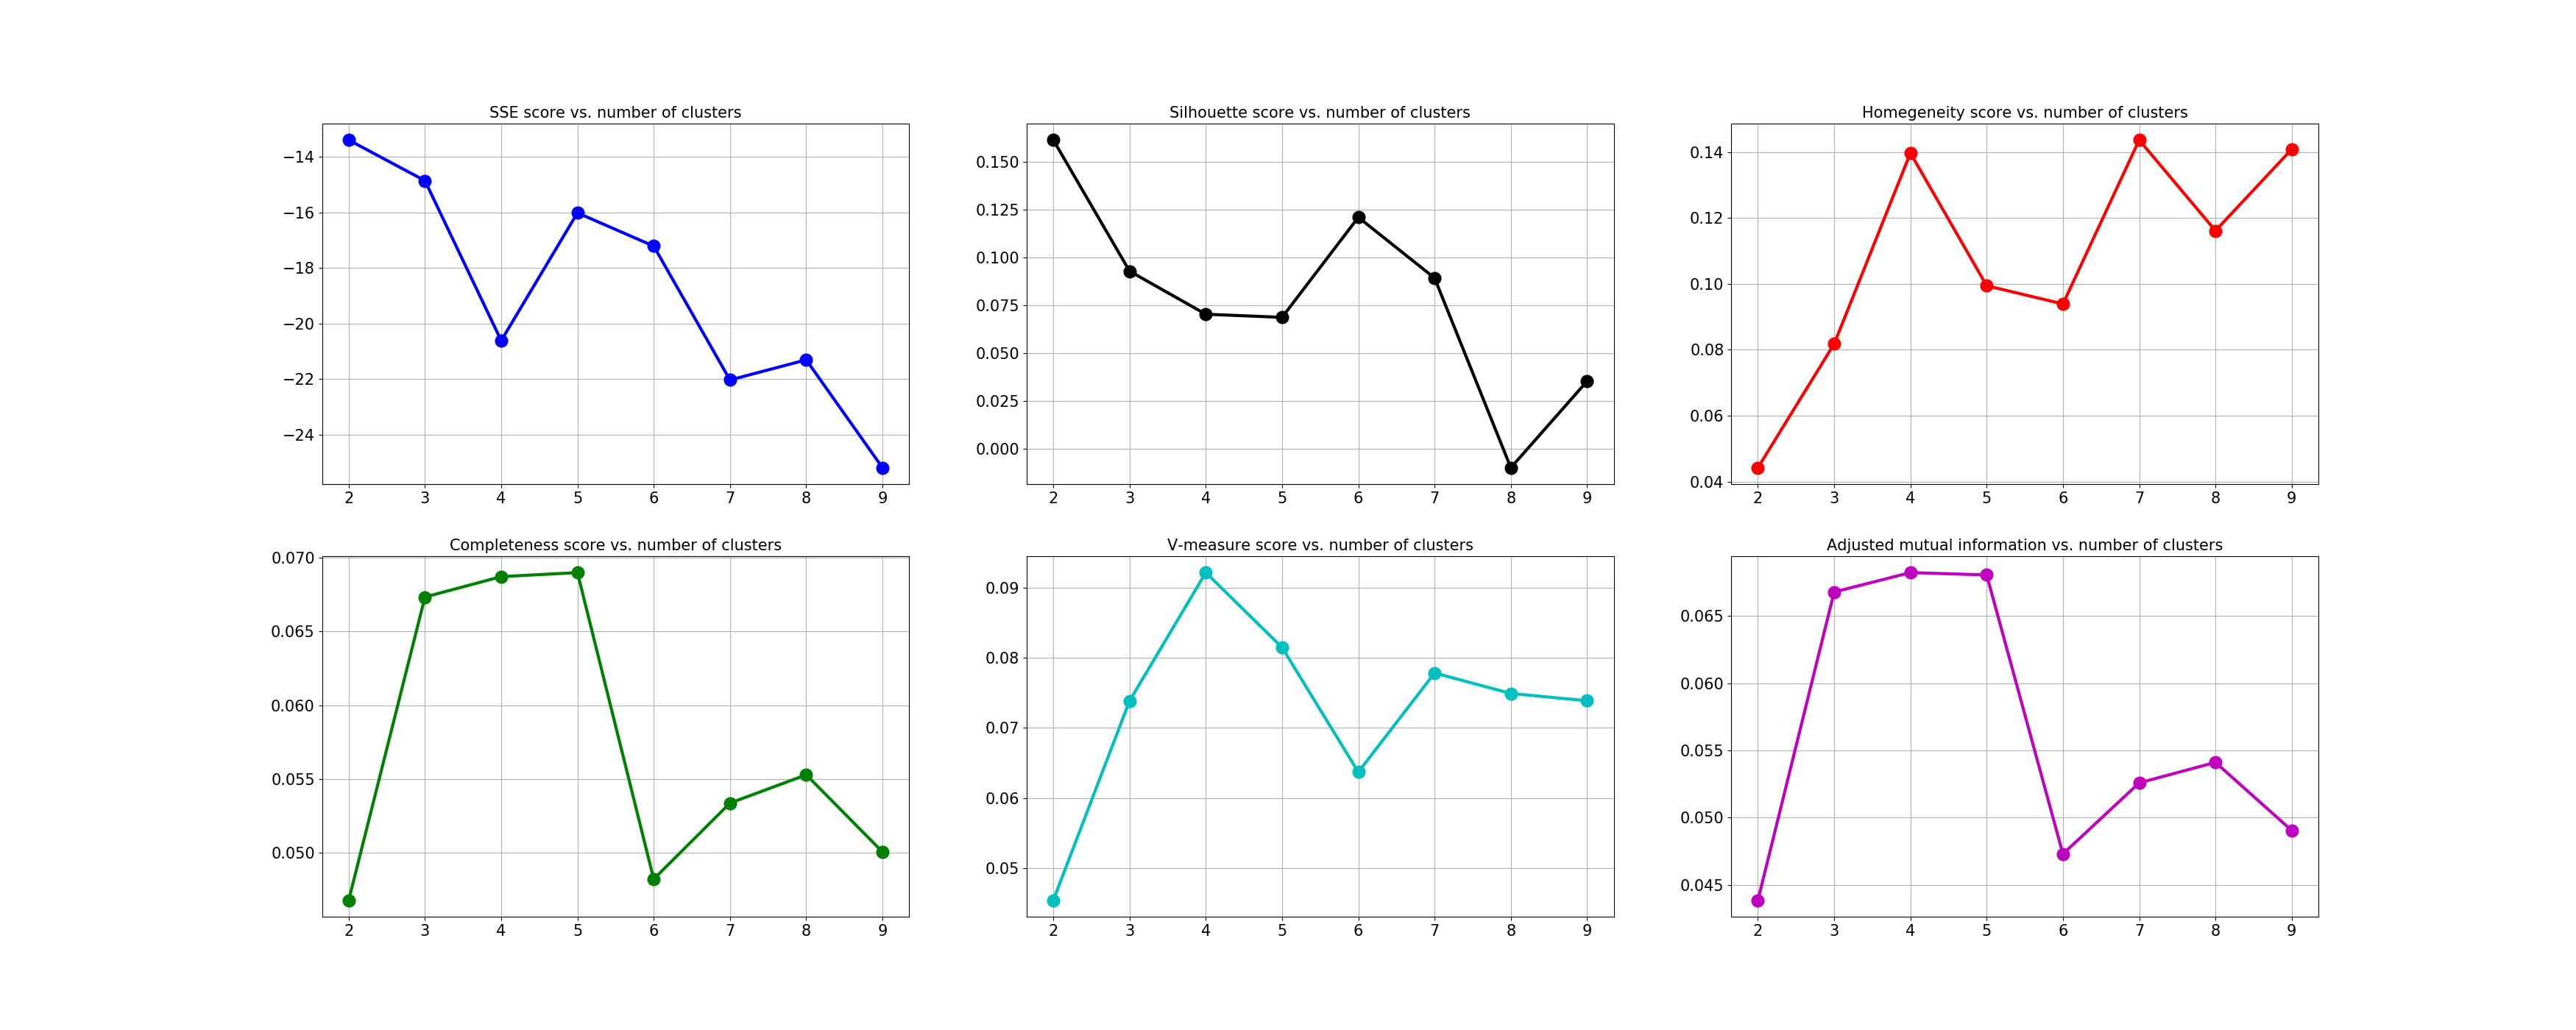 SSE score vs. number of clusters
−14
−16
−18
−20
−22
−24
2 3 4 5 6 7 8 9
Silhouette score vs. number of clusters
0.150
0.125
0.100
0.075
0.050
0.025
0.000
2 3 4 5 6 7 8 9
Homegeneity score vs. number of clusters
0.14
0.12
0.10
0.08
0.06
0.04
2 3 4 5 6 7 8 9
Completeness score vs. number of clusters
0.070
0.065
0.060
0.055
0.050
2 3 4 5 6 7 8 9
V-measure score vs. number of clusters
0.09
0.08
0.07
0.06
0.05
2 3 4 5 6 7 8 9
Adjusted mutual information vs. number of clusters
0.065
0.060
0.055
0.050
0.045
2 3 4 5 6 7 8 9